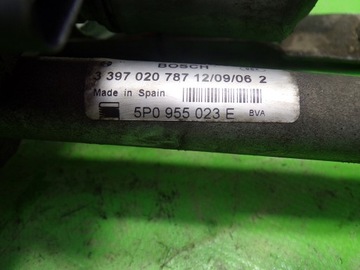 BOSCH
3 397 020 787 12/09/06 2
Made in Spain
5P0 955 023 E BVA